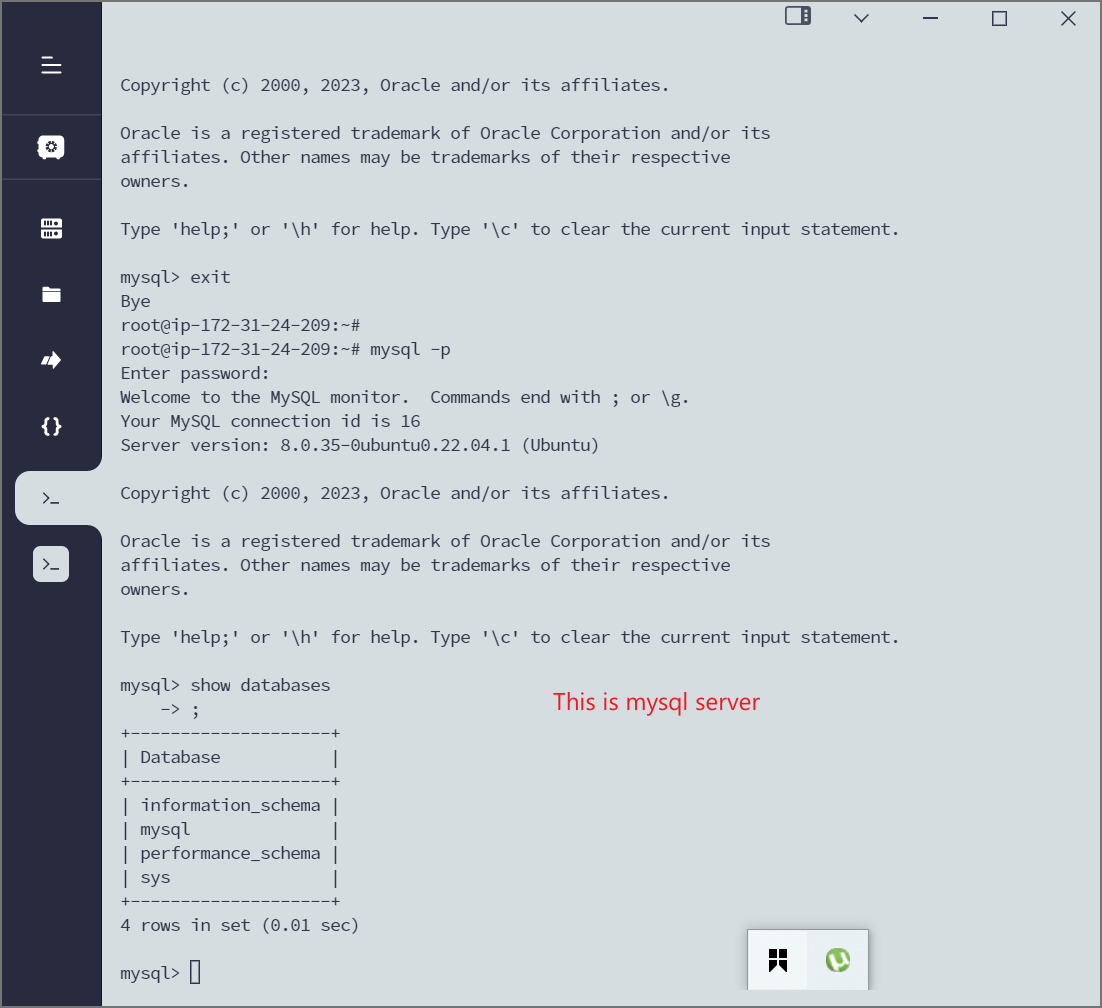 Copyright (c) 2000, 2023, Oracle and/or its affiliates.
Oracle is a registered trademark of Oracle Corporation and/or its
affiliates. Other names may be trademarks of their respective
owners.
Type 'help;' or '\h' for help. Type '\c' to clear the current input statement.
mysql> exit
Bye
root@ip-172-31-24-209:~#
root@ip-172-31-24-209:~# mysql -p
Enter password:
Welcome to the MySQL monitor.  Commands end with ; or \g.
Your MySQL connection id is 16
Server version: 8.0.35-0ubuntu0.22.04.1 (Ubuntu)
Copyright (c) 2000, 2023, Oracle and/or its affiliates.
Oracle is a registered trademark of Oracle Corporation and/or its
affiliates. Other names may be trademarks of their respective
owners.
Type 'help;' or '\h' for help. Type '\c' to clear the current input statement.
mysql> show databases
    -> ;
This is mysql server
+--------------------+
| Database           |
+--------------------+
| information_schema |
| mysql              |
| performance_schema |
| sys                |
+--------------------+
4 rows in set (0.01 sec)
mysql>